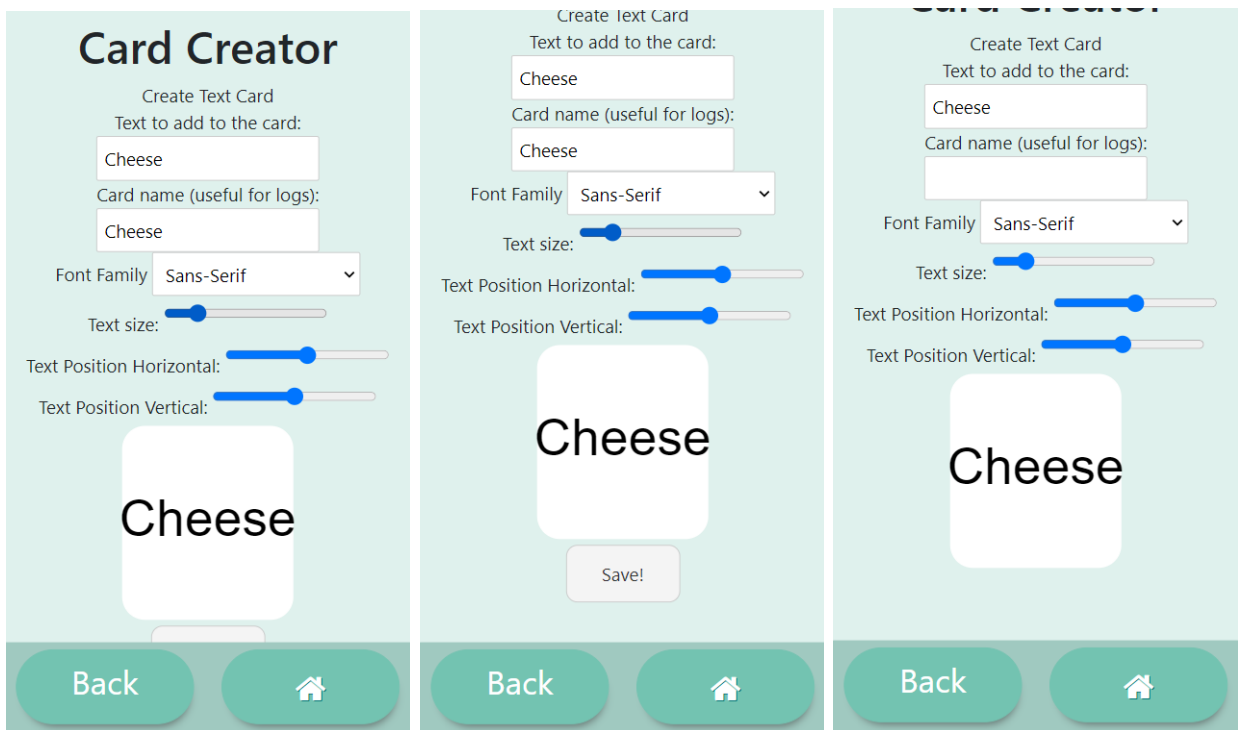 Card Creator
Create Text Card
Text to add to the card:
Cheese
Card name (useful for logs):
Cheese
Font Family Sans-Serif
Text size:
Text Position Horizontal:
Text Position Vertical:
Cheese
Back
Create Text Card
Text to add to the card:
Cheese
Card name (useful for logs):
Cheese
Font Family Sans-Serif
Text size:
Text Position Horizontal:
Text Position Vertical:
Cheese
Save!
Back
Card Creator
Create Text Card
Text to add to the card:
Cheese
Card name (useful for logs):
Font Family Sans-Serif
Text size:
Text Position Horizontal:
Text Position Vertical:
Cheese
Back